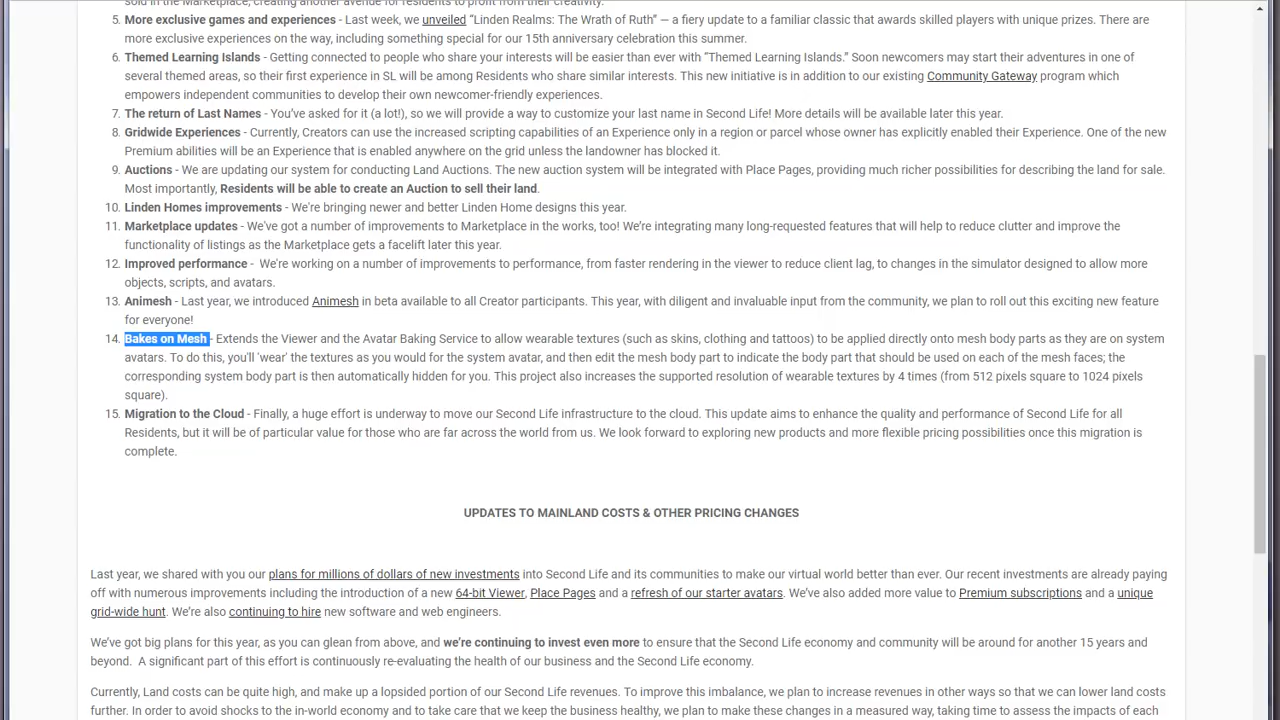 sold in the Marketplace, creating another avenue for residents to profit from their creativity.
5. More exclusive games and experiences - Last week, we unveiled “Linden Realms: The Wrath of Ruth” — a fiery update to a familiar classic that awards skilled players with unique prizes. There are
more exclusive experiences on the way, including something special for our 15th anniversary celebration this summer.
6. Themed Learning Islands - Getting connected to people who share your interests will be easier than ever with “Themed Learning Islands.” Soon newcomers may start their adventures in one of
several themed areas, so their first experience in SL will be among Residents who share similar interests. This new initiative is in addition to our existing Community Gateway program which
empowers independent communities to develop their own newcomer-friendly experiences.
7. The return of Last Names - You’ve asked for it (a lot!), so we will provide a way to customize your last name in Second Life! More details will be available later this year.
8. Gridwide Experiences - Currently, Creators can use the increased scripting capabilities of an Experience only in a region or parcel whose owner has explicitly enabled their Experience. One of the new
Premium abilities will be an Experience that is enabled anywhere on the grid unless the landowner has blocked it.
9. Auctions - We are updating our system for conducting Land Auctions. The new auction system will be integrated with Place Pages, providing much richer possibilities for describing the land for sale.
Most importantly, Residents will be able to create an Auction to sell their land.
10. Linden Homes improvements - We're bringing newer and better Linden Home designs this year.
11. Marketplace updates - We've got a number of improvements to Marketplace in the works, too! We’re integrating many long-requested features that will help to reduce clutter and improve the
functionality of listings as the Marketplace gets a facelift later this year.
12. Improved performance - We're working on a number of improvements to performance, from faster rendering in the viewer to reduce client lag, to changes in the simulator designed to allow more
objects, scripts, and avatars.
13. Animesh - Last year, we introduced Animesh in beta available to all Creator participants. This year, with diligent and invaluable input from the community, we plan to roll out this exciting new feature
for everyone!
14. Bakes on Mesh - Extends the Viewer and the Avatar Baking Service to allow wearable textures (such as skins, clothing and tattoos) to be applied directly onto mesh body parts as they are on system
avatars. To do this, you'll 'wear' the textures as you would for the system avatar, and then edit the mesh body part to indicate the body part that should be used on each of the mesh faces; the
corresponding system body part is then automatically hidden for you. This project also increases the supported resolution of wearable textures by 4 times (from 512 pixels square to 1024 pixels
square).
15. Migration to the Cloud - Finally, a huge effort is underway to move our Second Life infrastructure to the cloud. This update aims to enhance the quality and performance of Second Life for all
Residents, but it will be of particular value for those who are far across the world from us. We look forward to exploring new products and more flexible pricing possibilities once this migration is
complete.
UPDATES TO MAINLAND COSTS & OTHER PRICING CHANGES
Last year, we shared with you our plans for millions of dollars of new investments into Second Life and its communities to make our virtual world better than ever. Our recent investments are already paying
off with numerous improvements including the introduction of a new 64-bit Viewer, Place Pages and a refresh of our starter avatars. We’ve also added more value to Premium subscriptions and a unique
grid-wide hunt. We’re also continuing to hire new software and web engineers.
We’ve got big plans for this year, as you can glean from above, and we’re continuing to invest even more to ensure that the Second Life economy and community will be around for another 15 years and
beyond. A significant part of this effort is continuously re-evaluating the health of our business and the Second Life economy.
Currently, Land costs can be quite high, and make up a lopsided portion of our Second Life revenues. To improve this imbalance, we plan to increase revenues in other ways so that we can lower land costs
further. In order to avoid shocks to the in-world economy and to take care that we keep the business healthy, we plan to make these changes in a measured way, taking time to assess the impacts of each